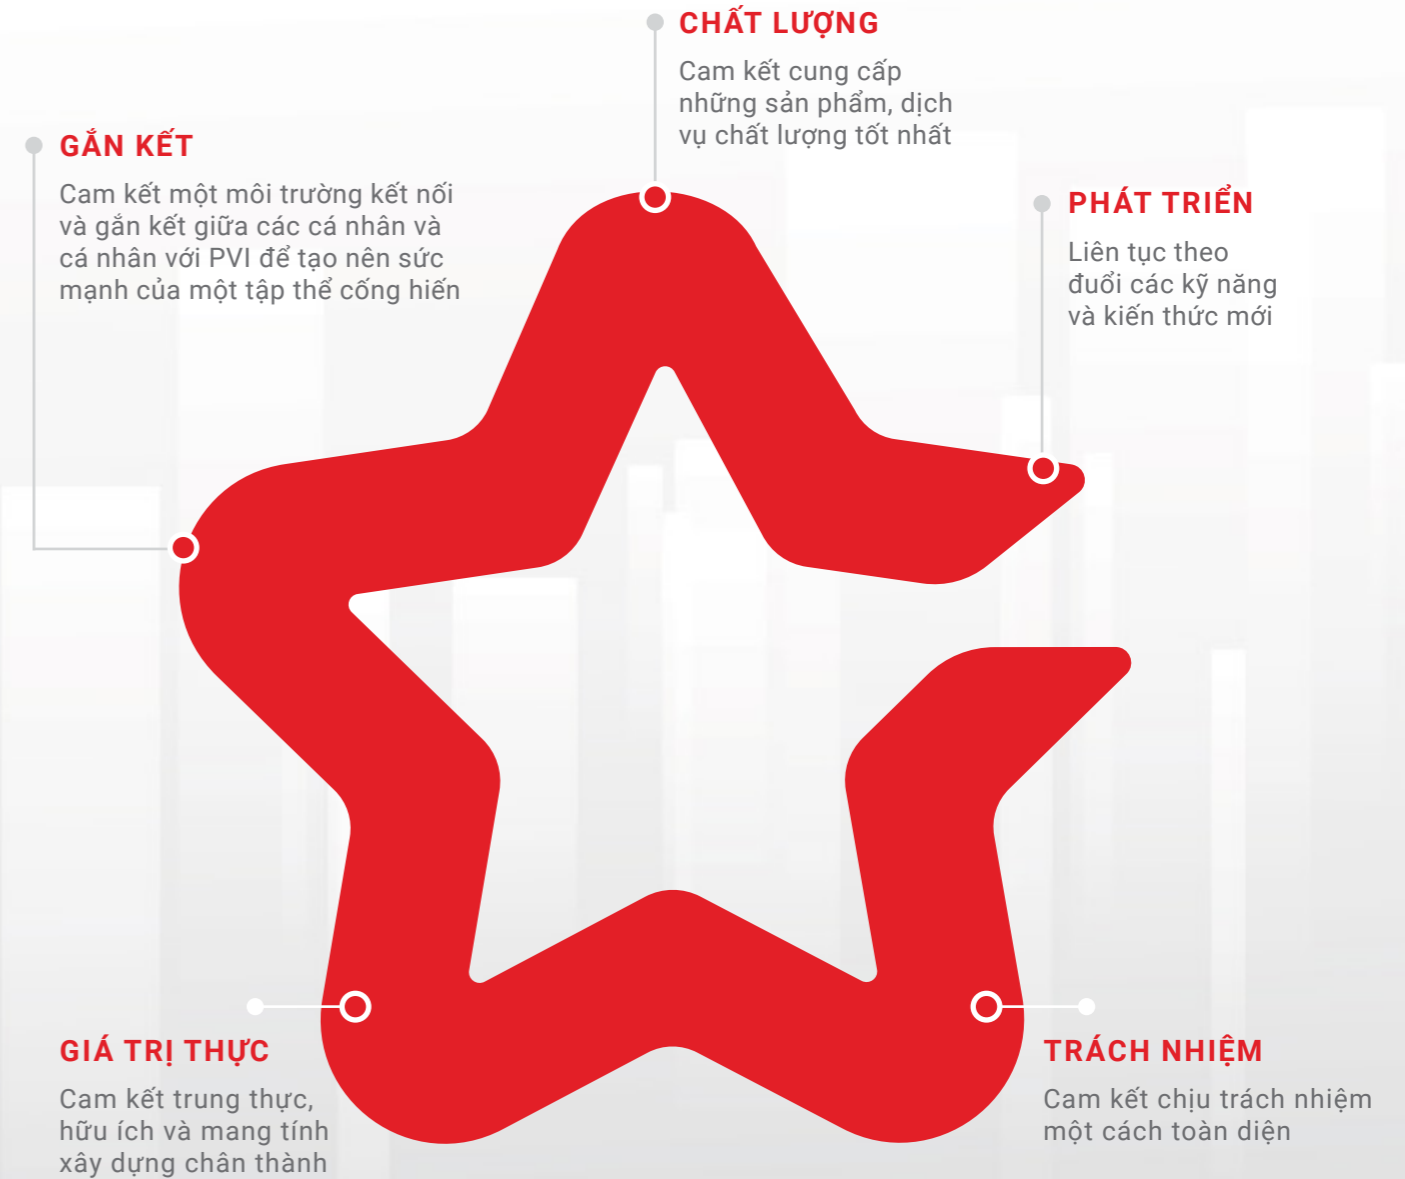 CHẤT LƯỢNG
Cam kết cung cấp
những sản phẩm, dịch
vụ chất lượng tốt nhất
GẮN KẾT
Cam kết một môi trường kết nối
và gắn kết giữa các cá nhân và
cá nhân với PVI để tạo nên sức
mạnh của một tập thể cống hiến
PHÁT TRIỂN
Liên tục theo
đuổi các kỹ năng
và kiến thức mới
GIÁ TRỊ THỰC
Cam kết trung thực,
hữu ích và mang tính
xây dựng chân thành
TRÁCH NHIỆM
Cam kết chịu trách nhiệm
một cách toàn diện